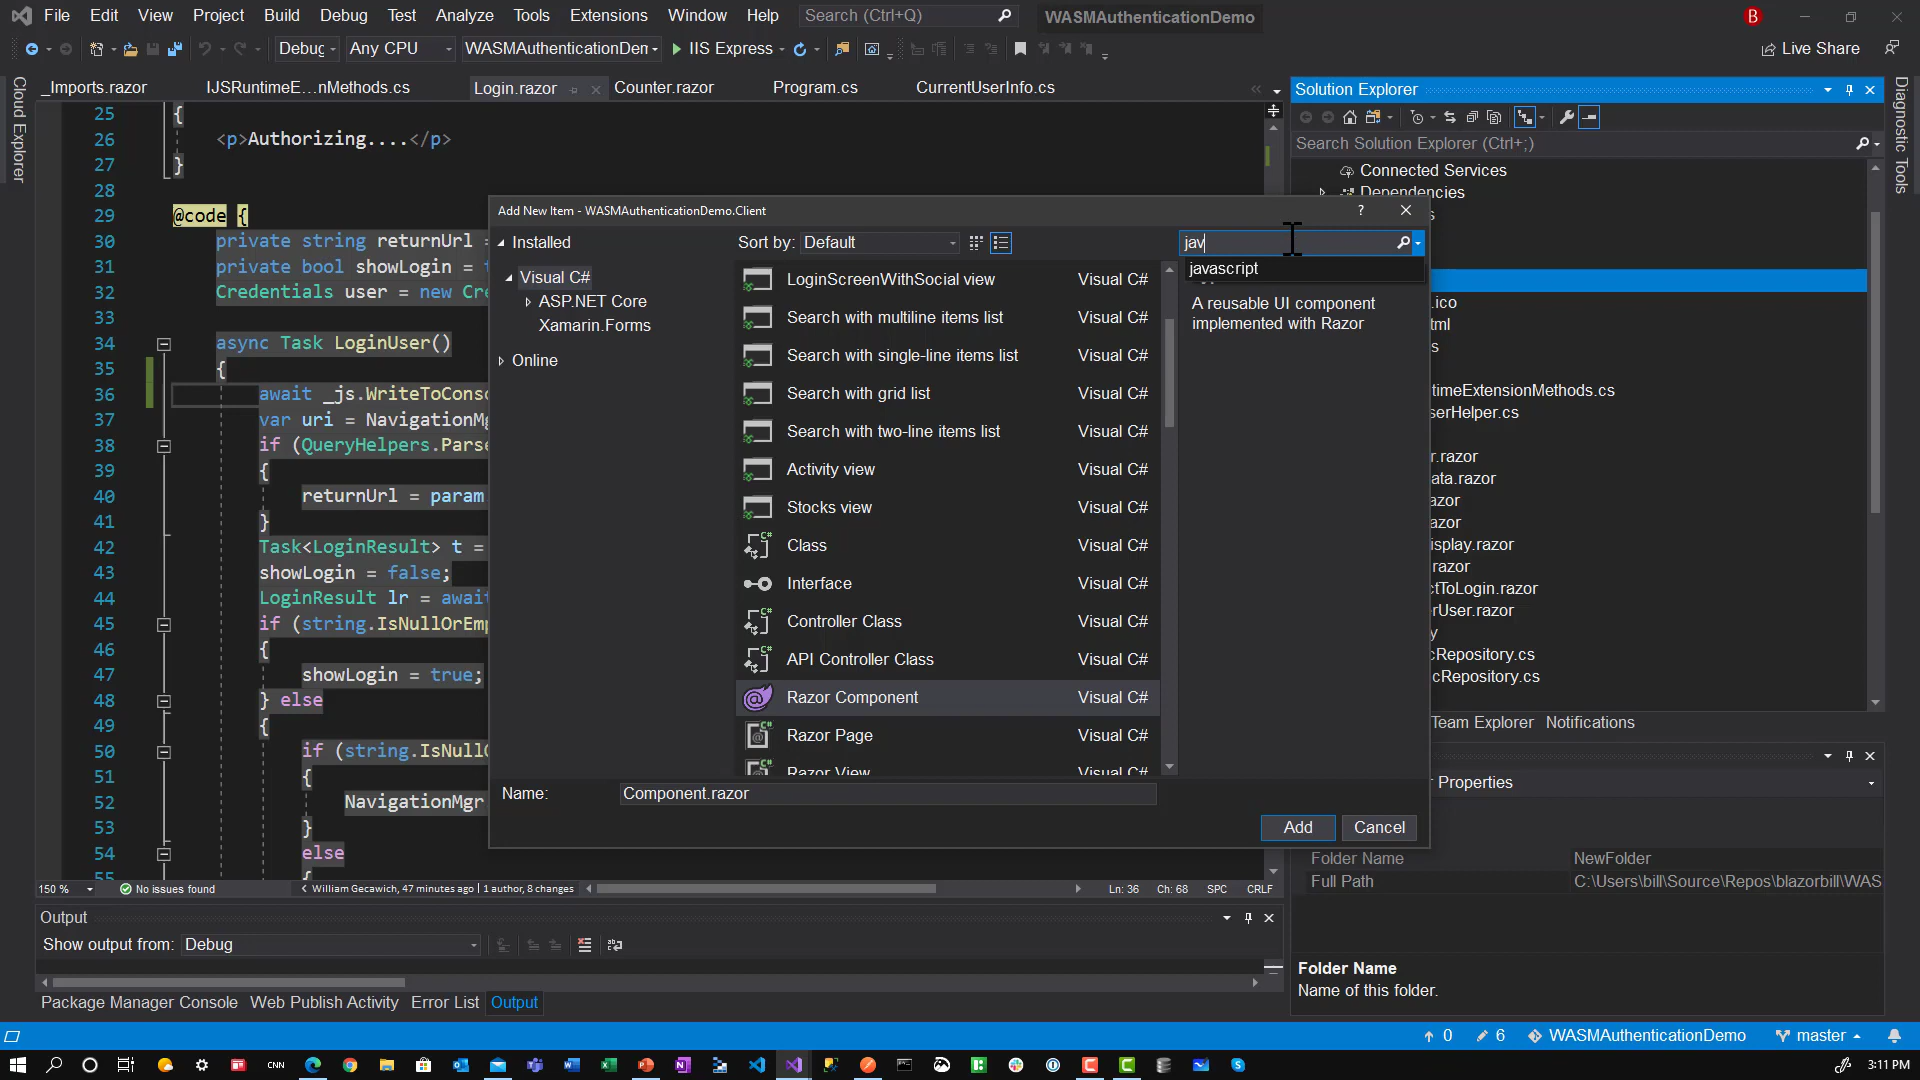 File Edit View Project Build Debug Test Analyze Tools Extensions Window Help Search (Ctrl+Q) WASMAuthenticationDemo B
Debug Any CPU WASMAuthenticationDen IIS Express Live Share
_Imports.razor IJSRuntimeE...nMethods.cs Login.razor Counter.razor Program.cs CurrentUserInfo.cs
Cloud Explorer
25 {
26 <p>Authorizing....</p>
27 }
28
29 @code {
30 private string returnUrl =
31 private bool showLogin = t
32 Credentials user = new Cre
33
34 async Task LoginUser()
35 {
36 await _js.WriteToConso
37 var uri = NavigationMg
38 if (QueryHelpers.Parse
39 {
40 returnUrl = param
41 }
42 Task<LoginResult> t =
43 showLogin = false;
44 LoginResult lr = await
45 if (string.IsNullOrEmp
46 {
47 showLogin = true;
48 } else
49 {
50 if (string.IsNullO
51 {
52 NavigationMgr
53 }
54 else
55 {
150 % No issues found William Gecawich, 47 minutes ago | 1 author, 8 changes Ln: 36 Ch: 68 SPC CRLF
Add New Item - WASMAuthenticationDemo.Client ?
Installed
Visual C#
ASP.NET Core
Xamarin.Forms
Online
Sort by: Default
LoginScreenWithSocial view Visual C#
Search with multiline items list Visual C#
Search with single-line items list Visual C#
Search with grid list Visual C#
Search with two-line items list Visual C#
Activity view Visual C#
Stocks view Visual C#
Class Visual C#
Interface Visual C#
Controller Class Visual C#
API Controller Class Visual C#
Razor Component Visual C#
Razor Page Visual C#
Razor View Visual C#
jav
javascript
A reusable UI component
implemented with Razor
Name: Component.razor
Add Cancel
Solution Explorer
Search Solution Explorer (Ctrl+;)
Connected Services
Dependencies
s
.ico
tml
s
timeExtensionMethods.cs
serHelper.cs
r.razor
ata.razor
azor
azor
isplay.razor
.razor
ctToLogin.razor
erUser.razor
y
cRepository.cs
cRepository.cs
Team Explorer Notifications
r Properties
Folder Name NewFolder
Full Path C:\Users\bill\Source\Repos\blazorbill\WAS
Folder Name
Name of this folder.
Diagnostic Tools
Output
Show output from: Debug
Package Manager Console Web Publish Activity Error List Output
0 6 WASMAuthenticationDemo master
CNN 3:11 PM